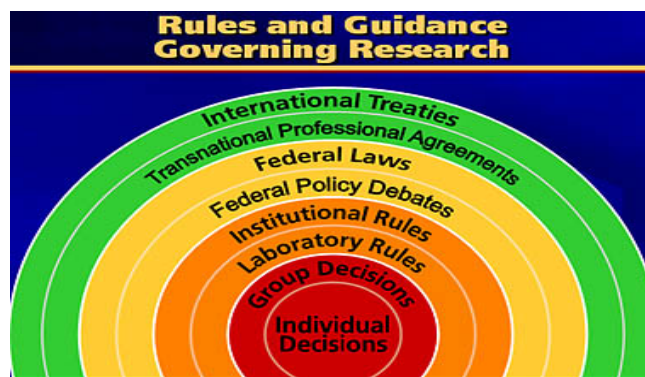 Rules and Guidance
Governing Research
International Treaties
Transnational Professional Agreements
Federal Laws
Federal Policy Debates
Institutional Rules
Laboratory Rules
Group Decisions
Individual
Decisions